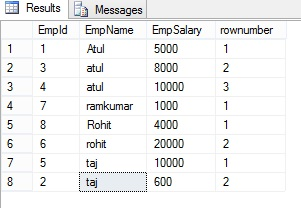 Results Messages
EmpId EmpName EmpSalary rownumber
1 1 Atul 5000 1
2 3 atul 8000 2
3 4 atul 10000 3
4 7 ramkumar 1000 1
5 8 Rohit 4000 1
6 6 rohit 20000 2
7 5 taj 10000 1
8 2 taj 600 2